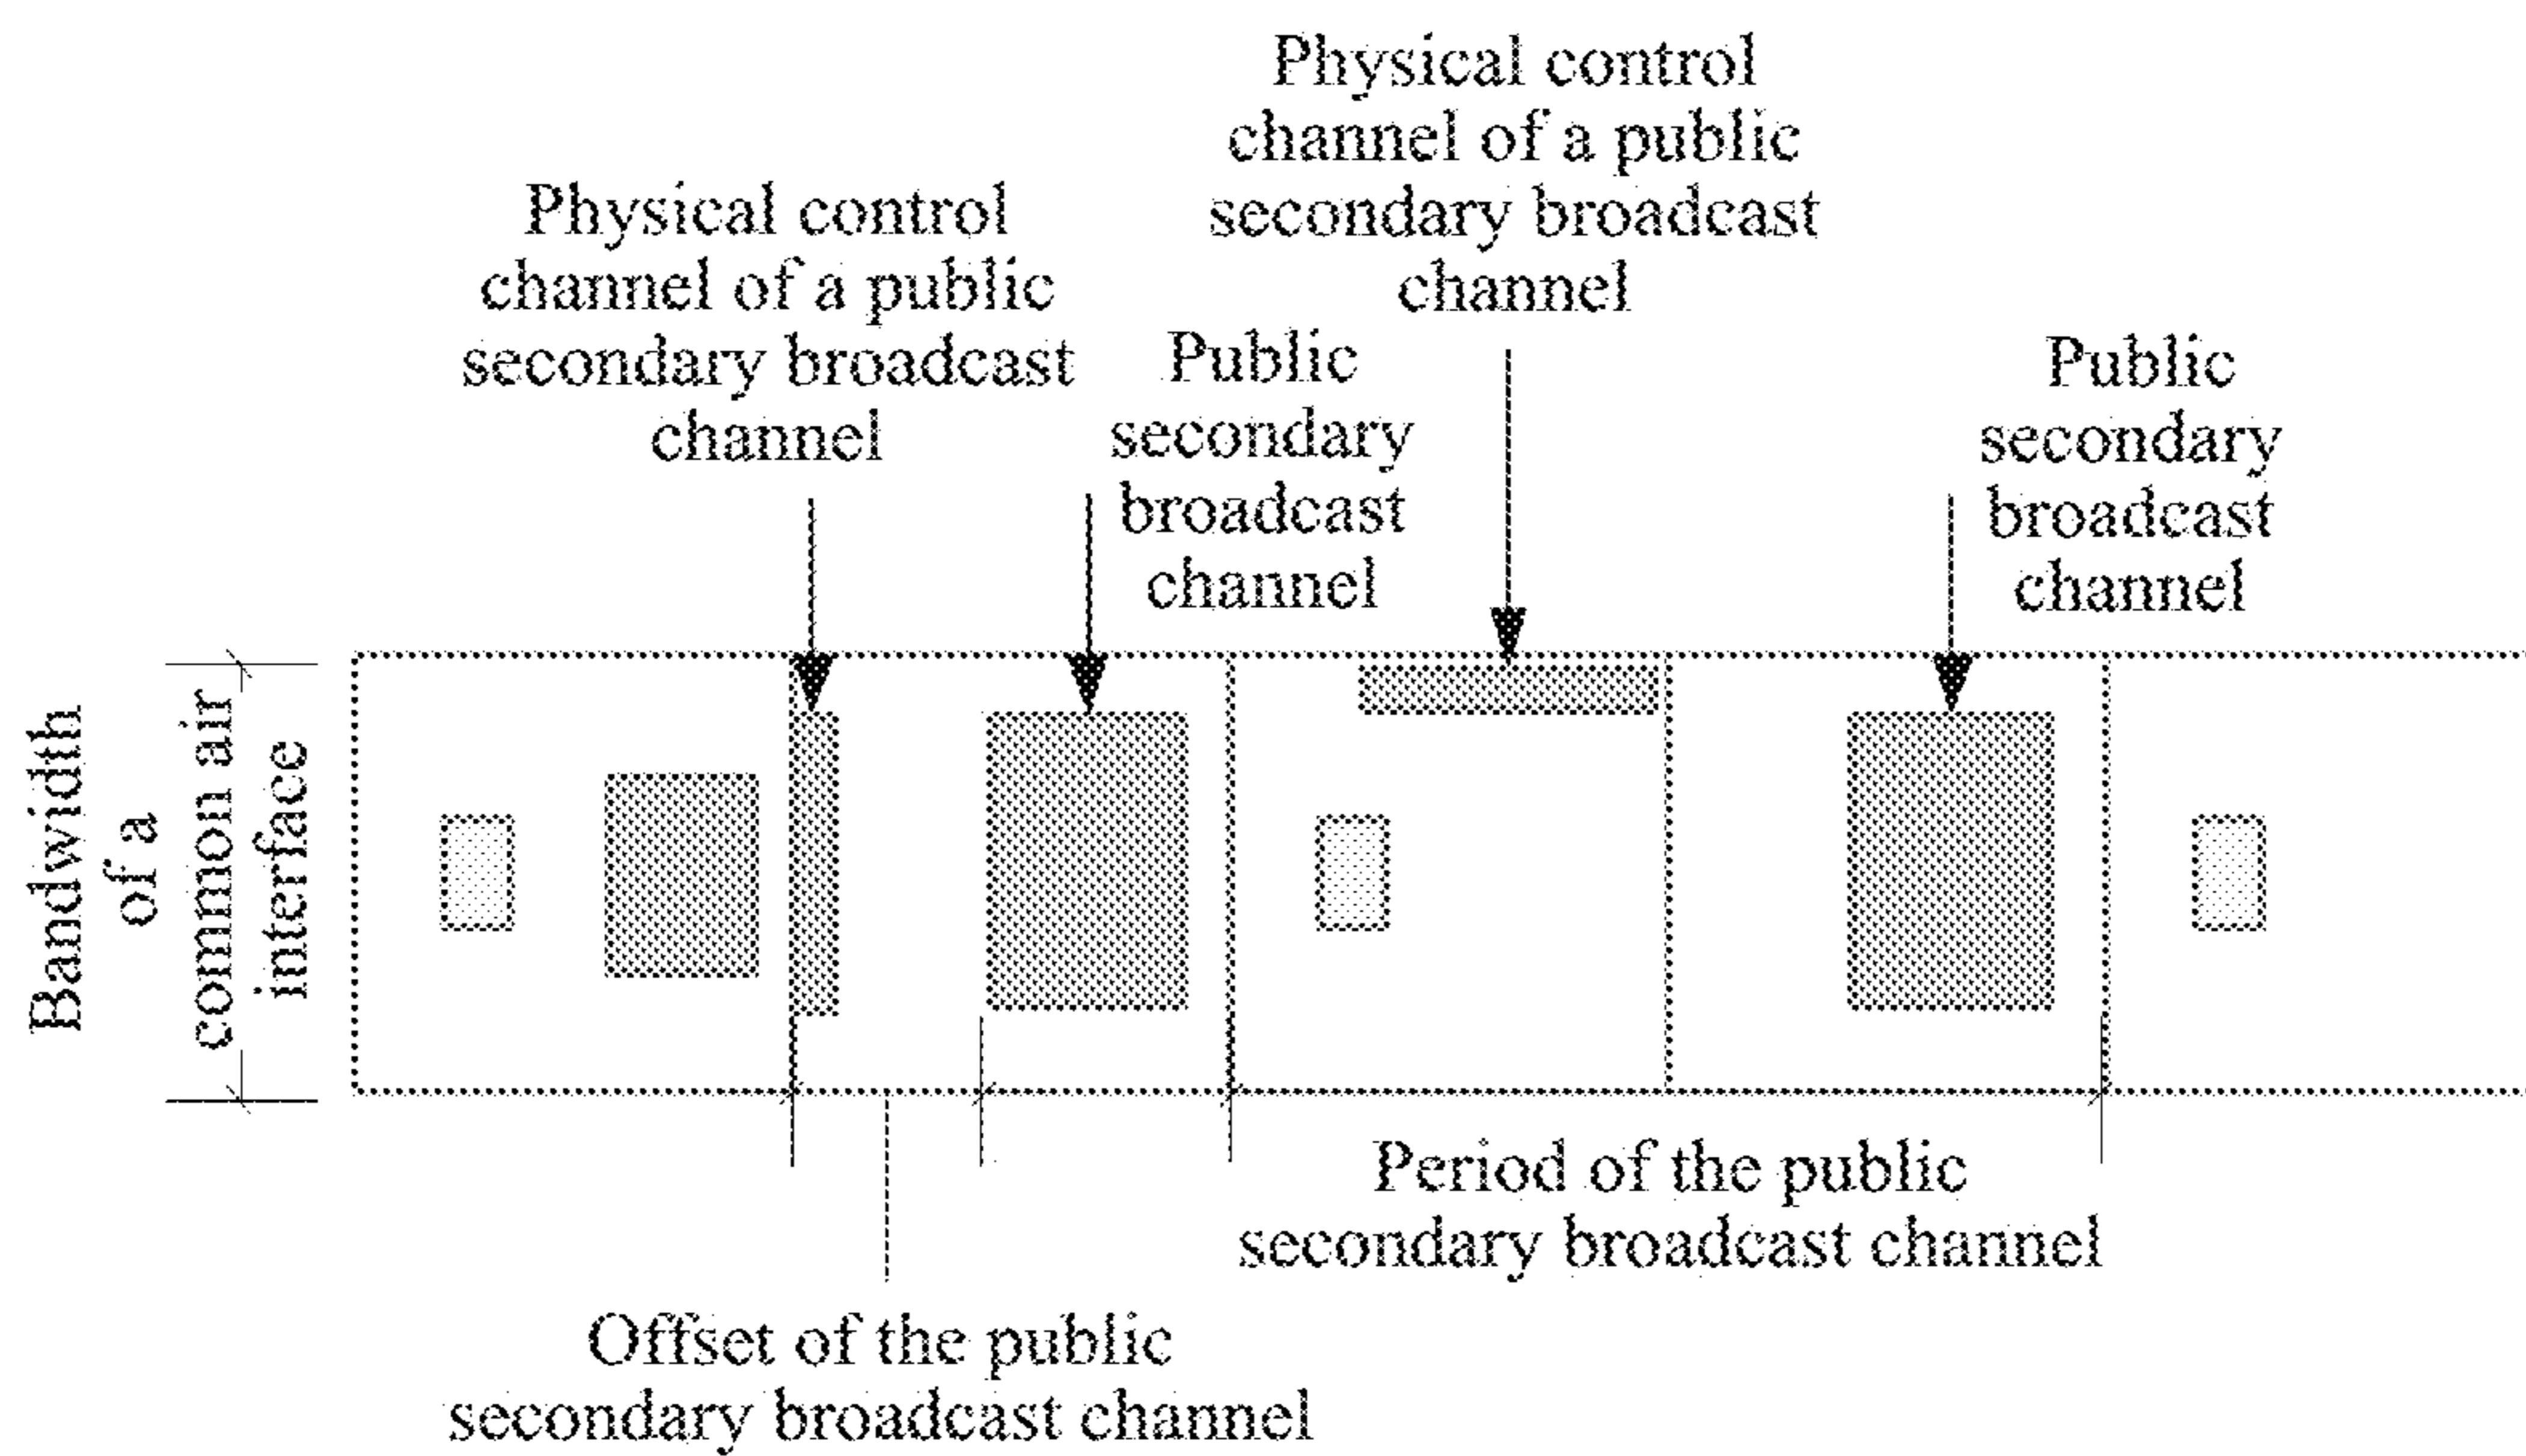 Physical control
channel of a public
secondary broadcast
channel
Physical control
channel of a public
secondary broadcast
channel
Public
secondary
broadcast
channel
Public
secondary
broadcast
channel
Bandwidth
of a
common air
interface
Period of the public
secondary broadcast channel
Offset of the public
secondary broadcast channel